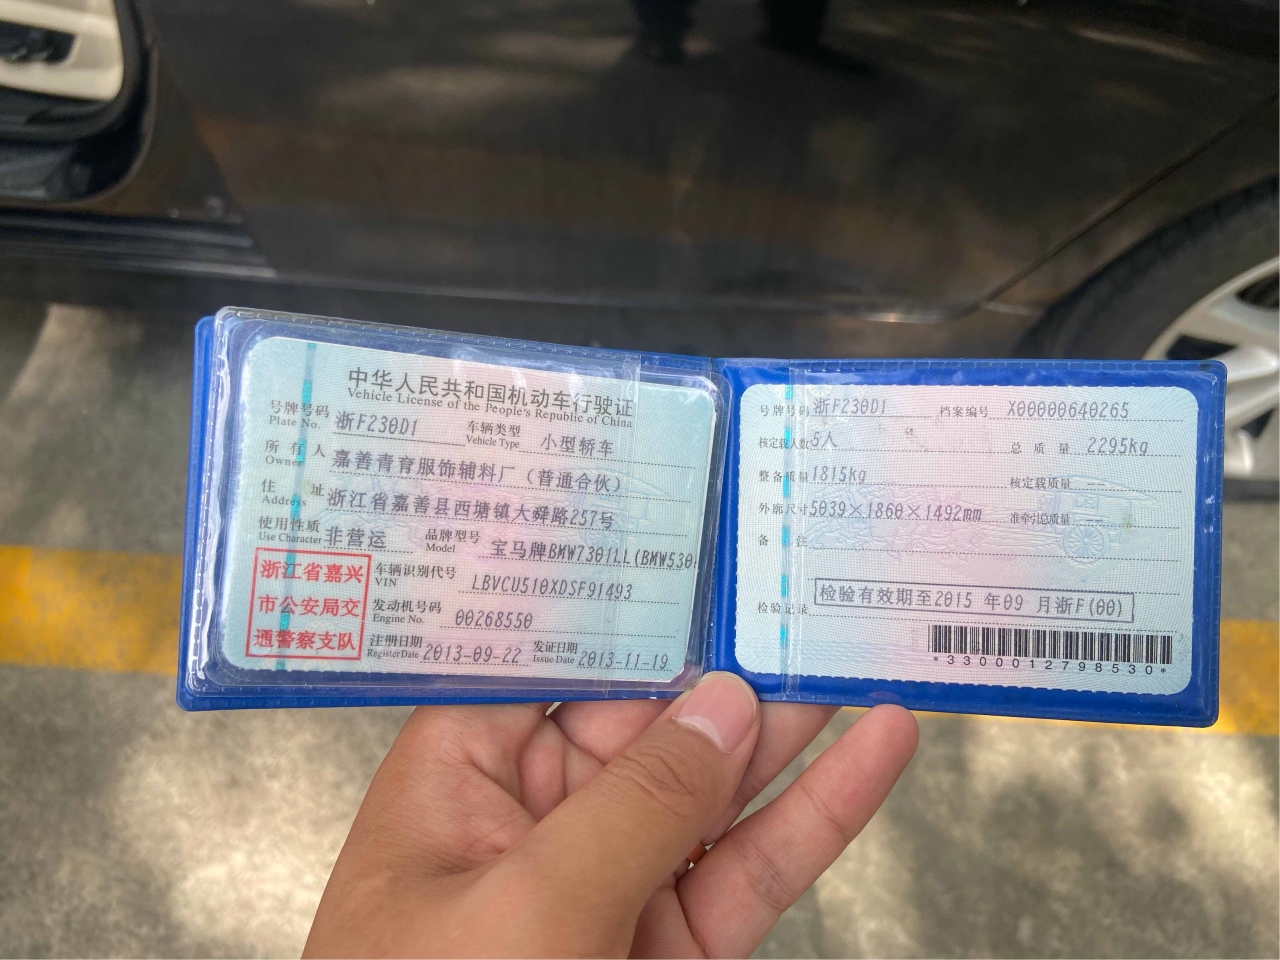 中华人民共和国机动车行驶证
Vehicle License of the People's Republic of China
号牌号码 浙F230D1 车辆类型 小型轿车
Plate No. Vehicle Type
所有人 嘉善青育服饰辅料厂（普通合伙）
Owner
住址 浙江省嘉善县西塘镇大舜路257号
Address
使用性质 非营运 品牌型号 宝马牌BMW7301LL(BMW530
Use Character Model
浙江省嘉兴
市公安局交
通警察支队
车辆识别代号 LBVCU510XDSF91493
VIN
发动机号码 00268550
Engine No.
注册日期 2013-09-22 发证日期 2013-11-19
Register Date Issue Date
号牌号码 浙F230D1 档案编号 X00000640265
核定载人数 5人 总质量 2295Kg
整备质量 1815Kg 核定载质量 --
外廓尺寸 5039×1860×1492mm 准牵引总质量 --
备注
检验记录 检验有效期至2015 年09 月浙F(00)
*3300012798530*